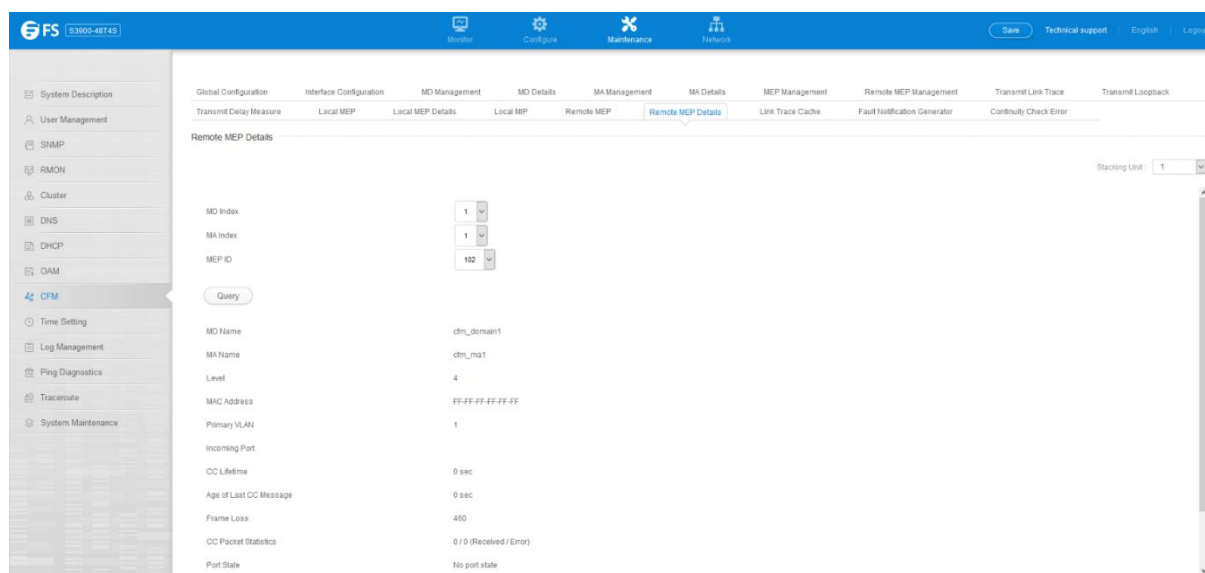 FS S3900-48T4S
Monitor Configure Maintenance Network
Save Technical support English Logou
System Description
User Management
SNMP
RMON
Cluster
DNS
DHCP
OAM
CFM
Time Setting
Log Management
Ping Diagnostics
Traceroute
System Maintenance
Global Configuration Interface Configuration MD Management MD Details MA Management MA Details MEP Management Remote MEP Management Transmit Link Trace Transmit Loopback
Transmit Delay Measure Local MEP Local MEP Details Local MIP Remote MEP Remote MEP Details Link Trace Cache Fault Notification Generator Continuity Check Error
Remote MEP Details
Stacking Unit : 1
MD Index 1
MA Index 1
MEP ID 102
Query
MD Name cfm_domain1
MA Name cfm_ma1
Level 4
MAC Address FF-FF-FF-FF-FF-FF
Primary VLAN 1
Incoming Port
CC Lifetime 0 sec
Age of Last CC Message 0 sec
Frame Loss 450
CC Packet Statistics 0 / 0 (Received / Error)
Port State No port state